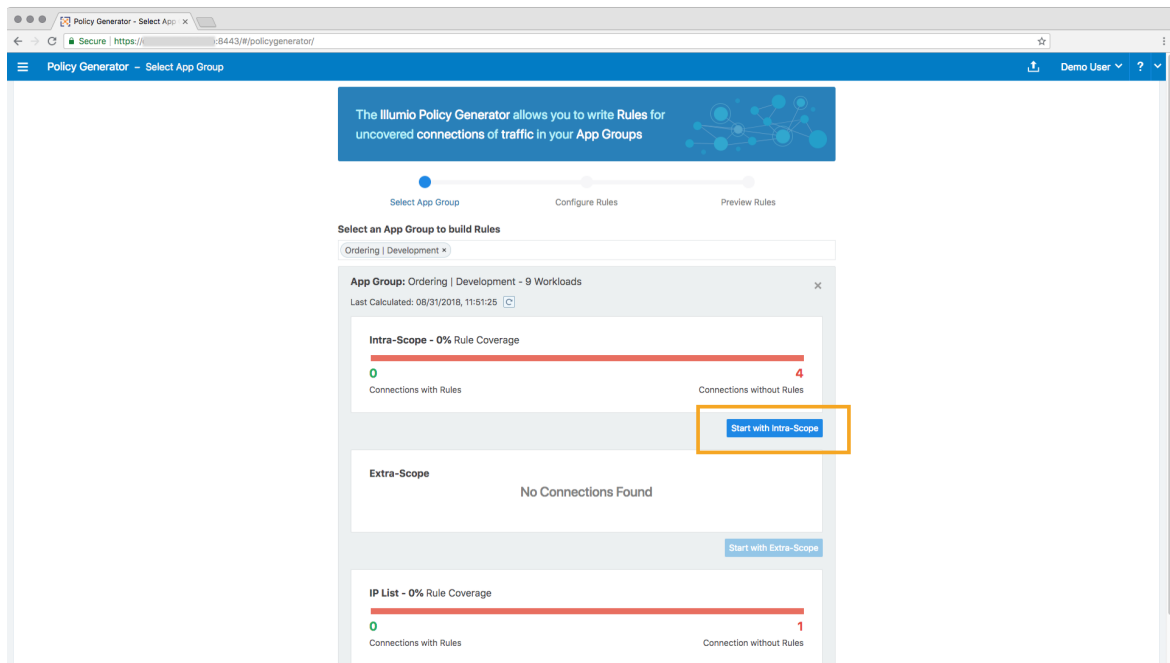 Policy Generator - Select App
Secure | https:// :8443/#/policygenerator/
Policy Generator – Select App Group
Demo User
?
The Illumio Policy Generator allows you to write Rules for
uncovered connections of traffic in your App Groups
Select App Group
Configure Rules
Preview Rules
Select an App Group to build Rules
Ordering | Development ×
App Group: Ordering | Development - 9 Workloads
×
Last Calculated: 08/31/2018, 11:51:25
Intra-Scope - 0% Rule Coverage
0
4
Connections with Rules
Connections without Rules
Start with Intra-Scope
Extra-Scope
No Connections Found
Start with Extra-Scope
IP List - 0% Rule Coverage
0
1
Connections with Rules
Connection without Rules